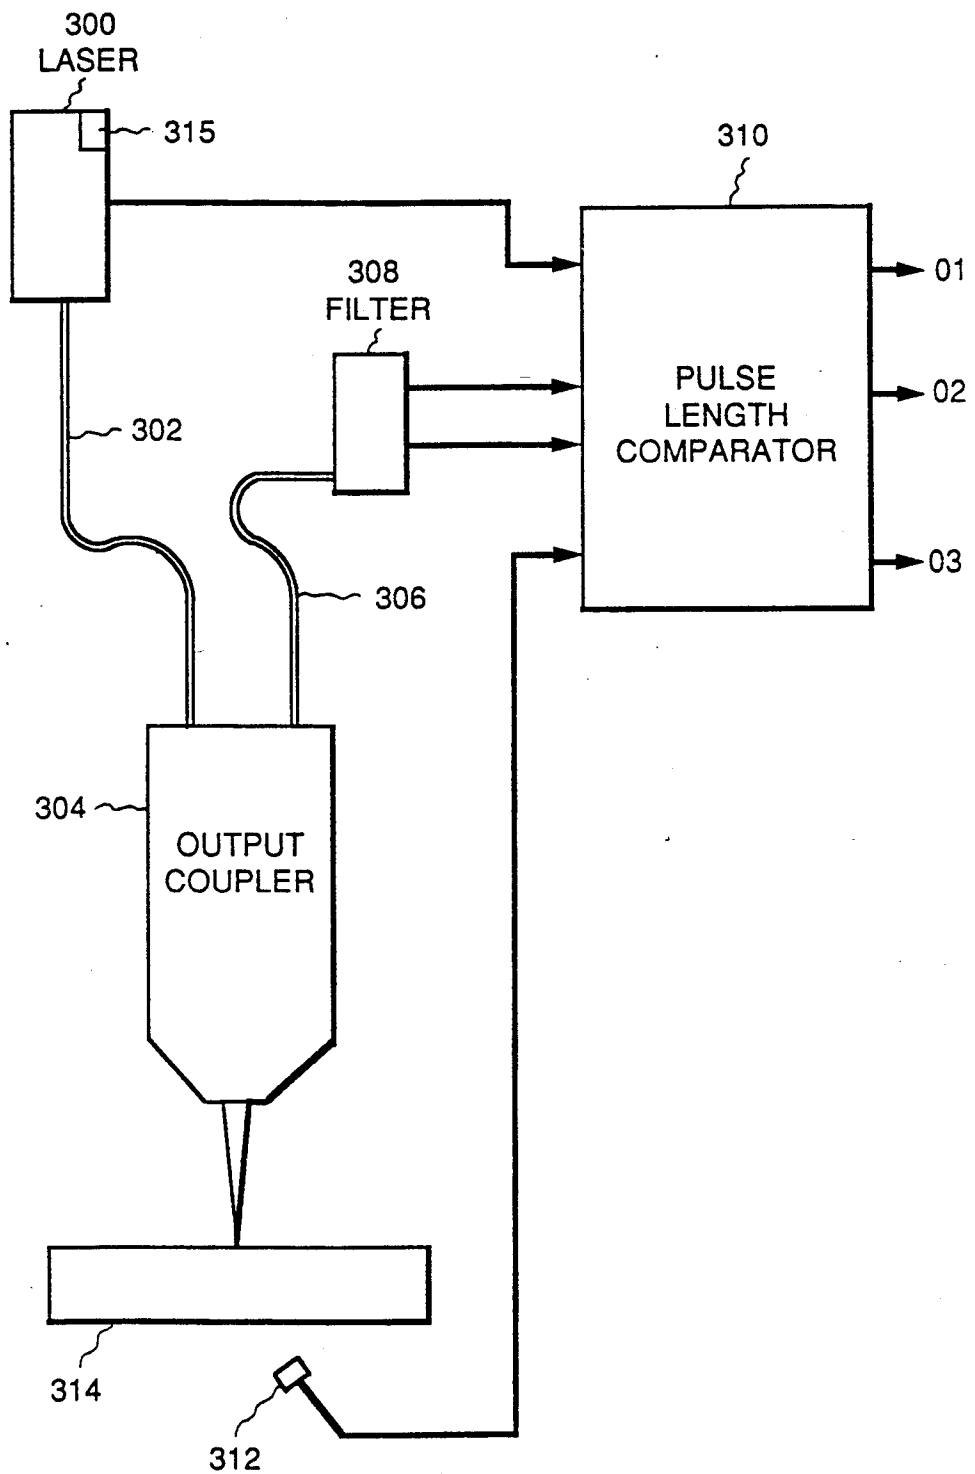 300
LASER
315
310
308
FILTER
01
PULSE
LENGTH
COMPARATOR
02
302
03
306
304
OUTPUT
COUPLER
314
312